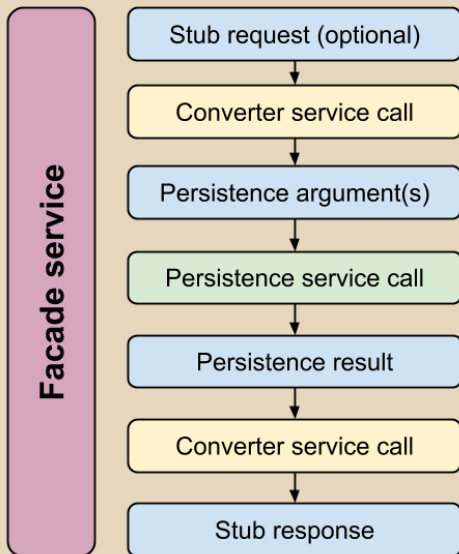 Facade service
Stub request (optional)
Converter service call
Persistence argument(s)
Persistence service call
Persistence result
Converter service call
Stub response